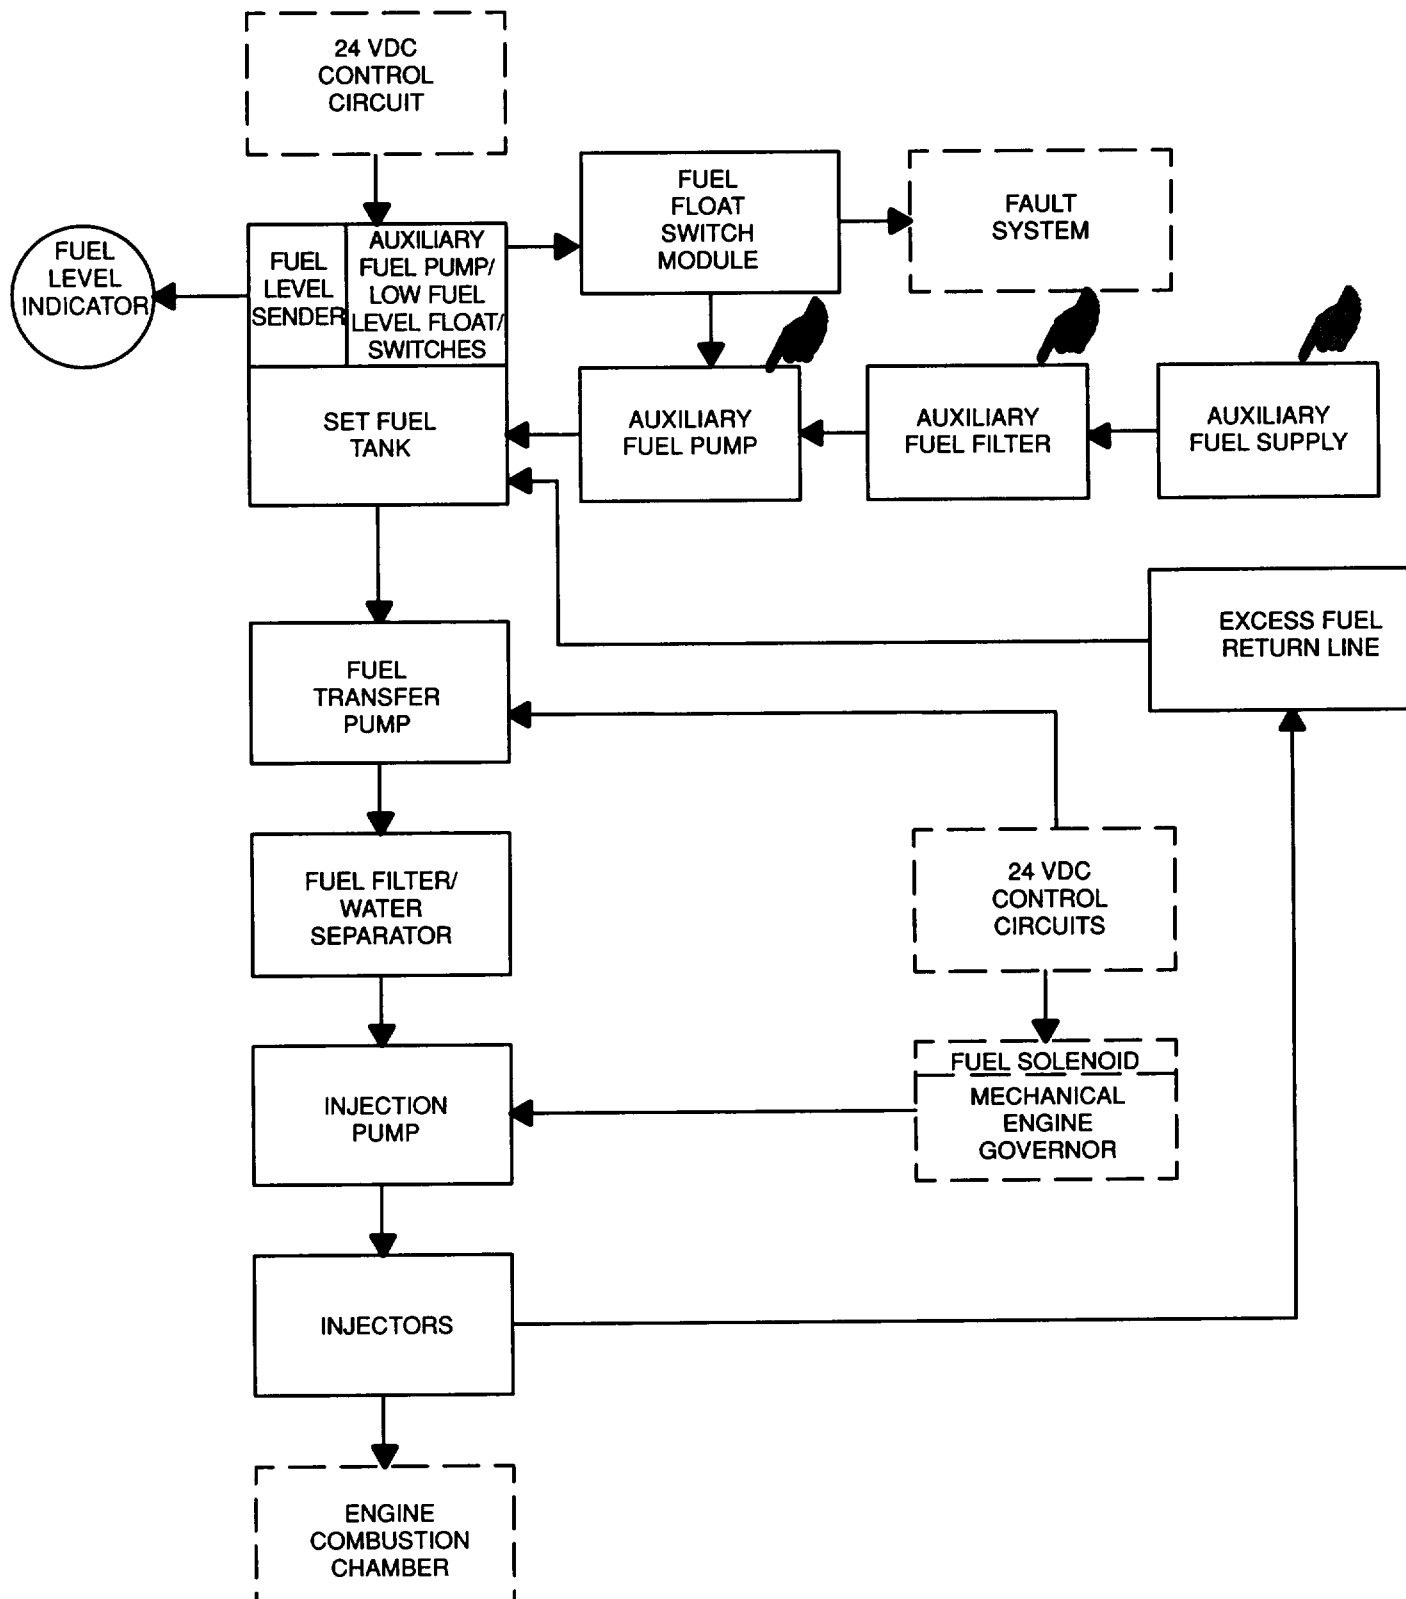 24 VDC
CONTROL
CIRCUIT
FUEL
FLOAT
SWITCH
MODULE
FAULT
SYSTEM
FUEL
LEVEL
INDICATOR
FUEL
LEVEL
SENDER
AUXILIARY
FUEL PUMP/
LOW FUEL
LEVEL FLOAT/
SWITCHES
SET FUEL
TANK
AUXILIARY
FUEL PUMP
AUXILIARY
FUEL FILTER
AUXILIARY
FUEL SUPPLY
EXCESS FUEL
RETURN LINE
FUEL
TRANSFER
PUMP
FUEL FILTER/
WATER
SEPARATOR
24 VDC
CONTROL
CIRCUITS
FUEL SOLENOID
MECHANICAL
ENGINE
GOVERNOR
INJECTION
PUMP
INJECTORS
ENGINE
COMBUSTION
CHAMBER